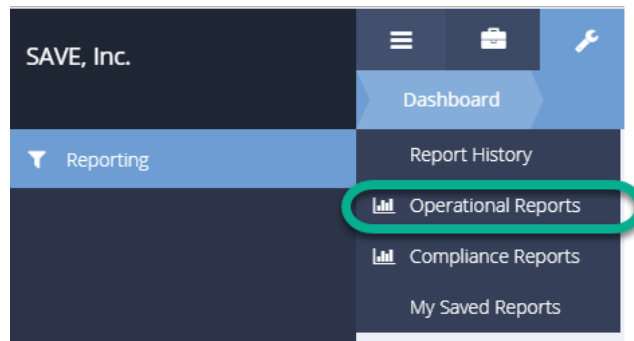 SAVE, Inc.
Dashboard
Reporting
Report History
Operational Reports
Compliance Reports
My Saved Reports